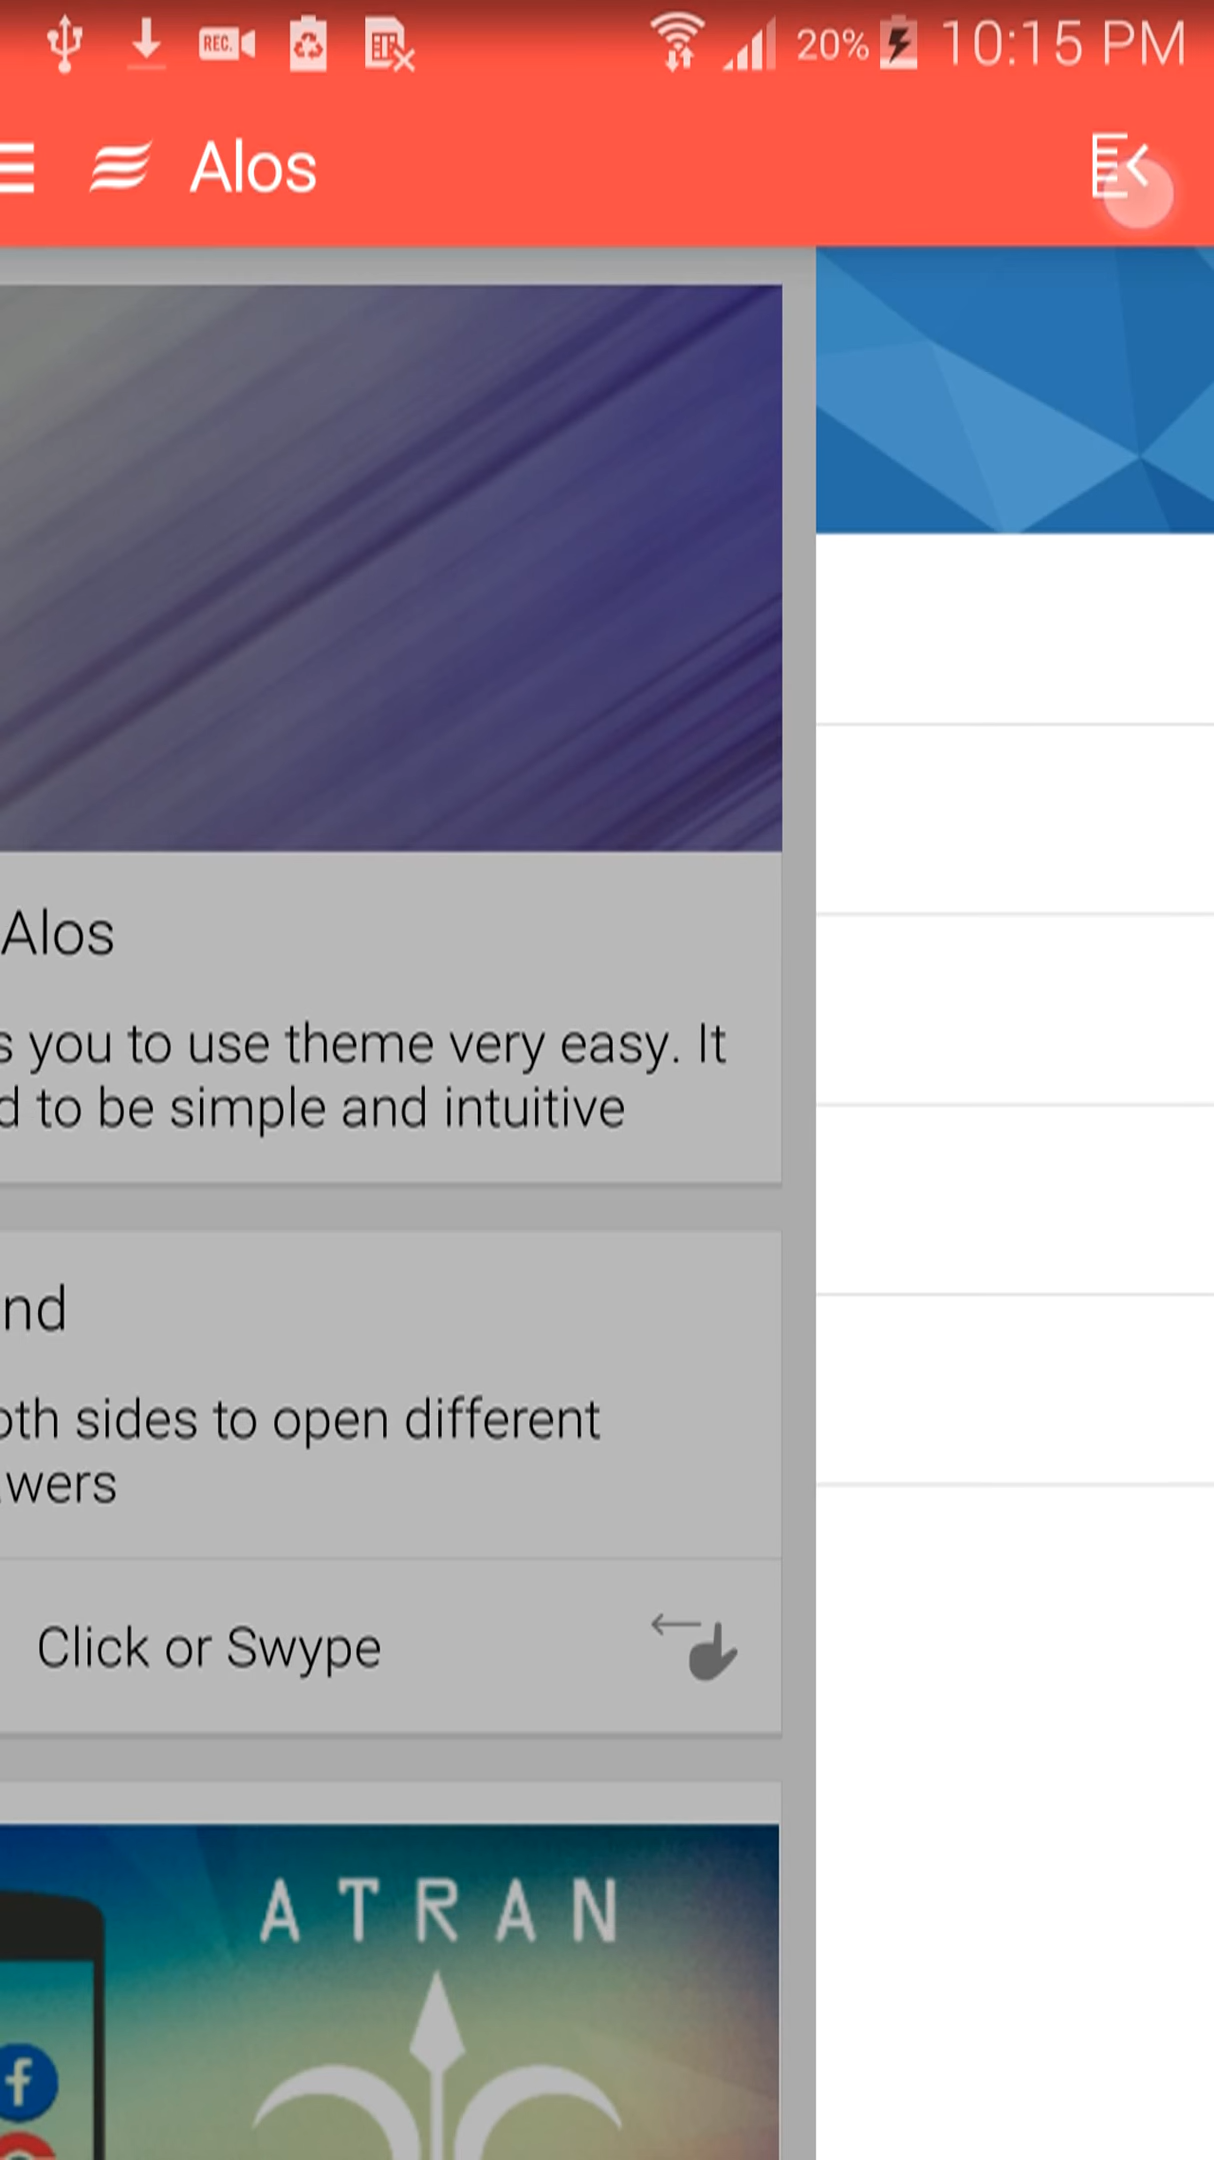 REC. 20% 10:15 PM
Alos
Alos
s you to use theme very easy. It
d to be simple and intuitive
nd
oth sides to open different
wers
Click or Swype
ATRAN
f